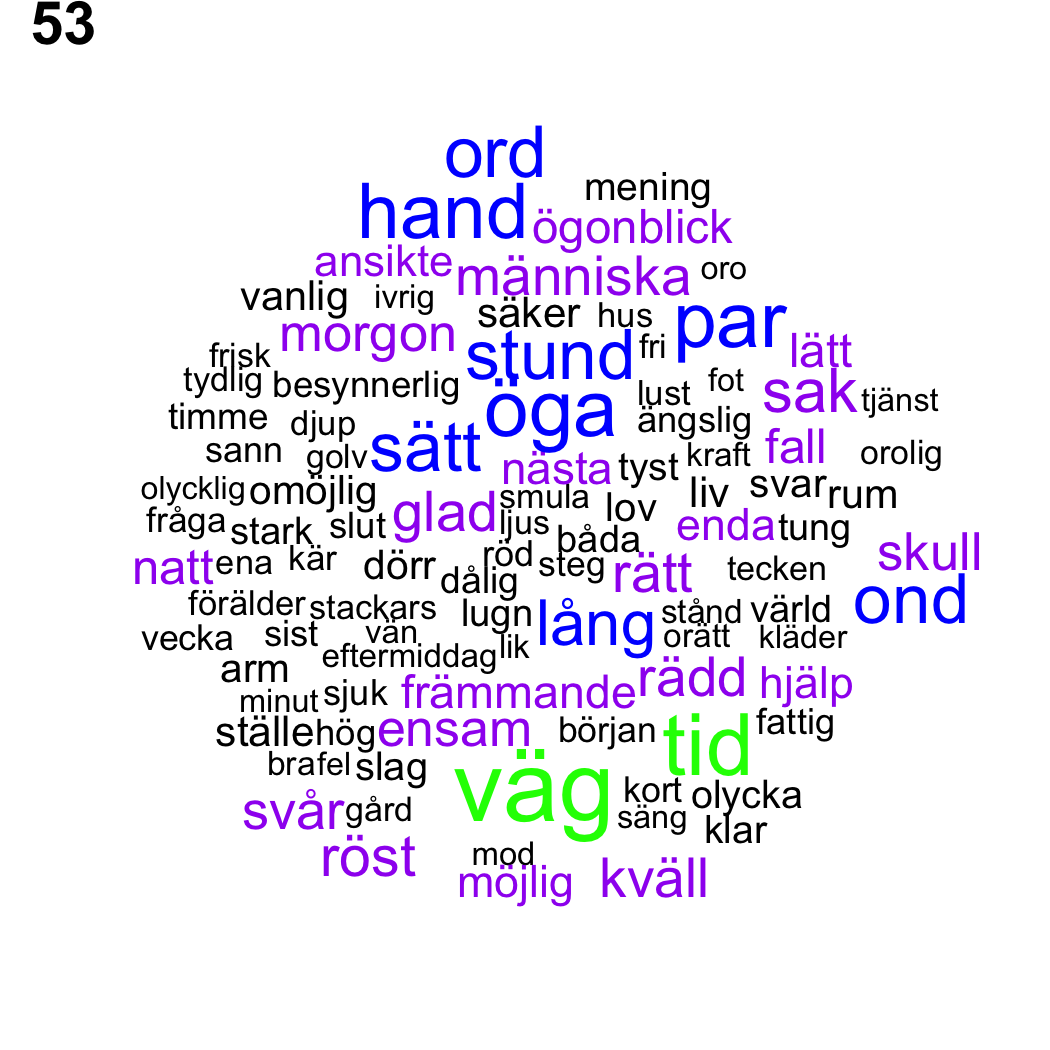 53
ord
mening
hand ögonblick
ansikte människa oro
vanlig ivrig säker hus par
morgon stund fri lätt
frisk
tydlig besynnerlig öga lust fot sak tjänst
timme djup ängslig
sann golv sätt nästa tyst kraft fall orolig
olycklig omöjlig smula lov liv svar rum
fråga stark slut glad ljus båda enda tung
natt ena kär dörr röd steg rätt tecken skull
dålig
förälder stackars lugn lång stånd värld ond
vecka sist vän lik orätt kläder
arm eftermiddag
minut sjuk främmande rädd hjälp
ställe hög ensam början tid fattig
brafel slag väg
svår gård kort olycka
säng klar
röst mod
möjlig kväll